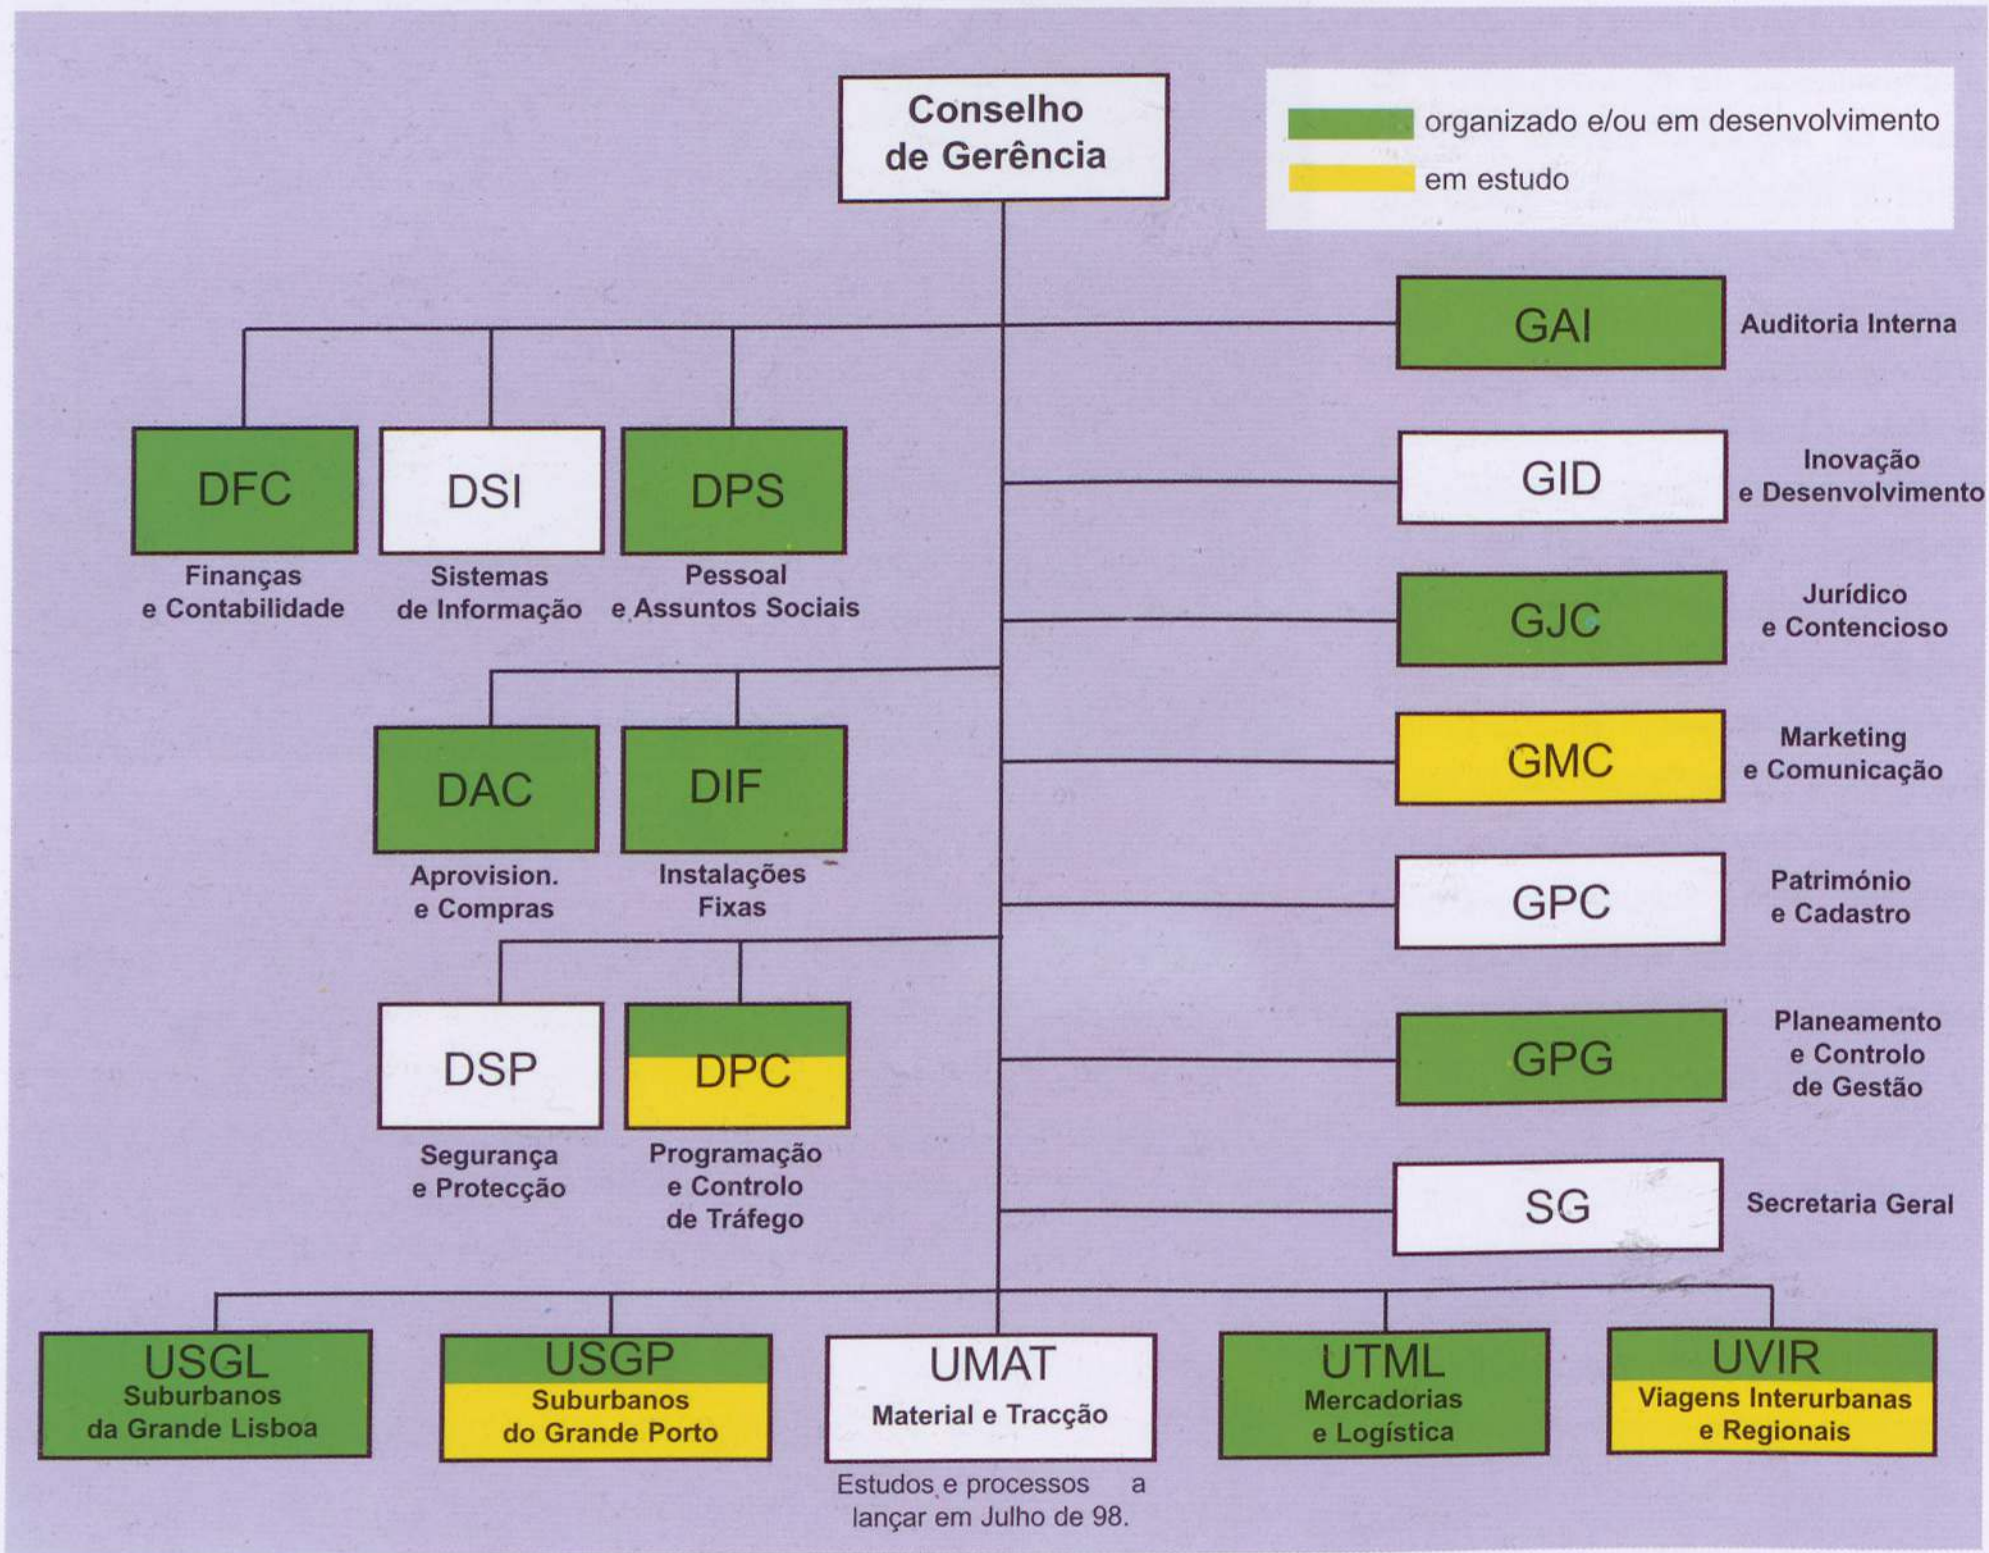 Conselho
de Gerência
organizado e/ou em desenvolvimento
em estudo
GAI
Auditoria Interna
DFC
Finanças
e Contabilidade
DSI
Sistemas
de Informação
DPS
Pessoal
e Assuntos Sociais
GID
Inovação
e Desenvolvimento
GJC
Jurídico
e Contencioso
DAC
Aprovision.
e Compras
DIF
Instalações
Fixas
GMC
Marketing
e Comunicação
GPC
Património
e Cadastro
DSP
Segurança
e Protecção
DPC
Programação
e Controlo
de Tráfego
GPG
Planeamento
e Controlo
de Gestão
SG
Secretaria Geral
USGL
Suburbanos
da Grande Lisboa
USGP
Suburbanos
do Grande Porto
UMAT
Material e Tracção
Estudos e processos a
lançar em Julho de 98.
UTML
Mercadorias
e Logística
UVIR
Viagens Interurbanas
e Regionais